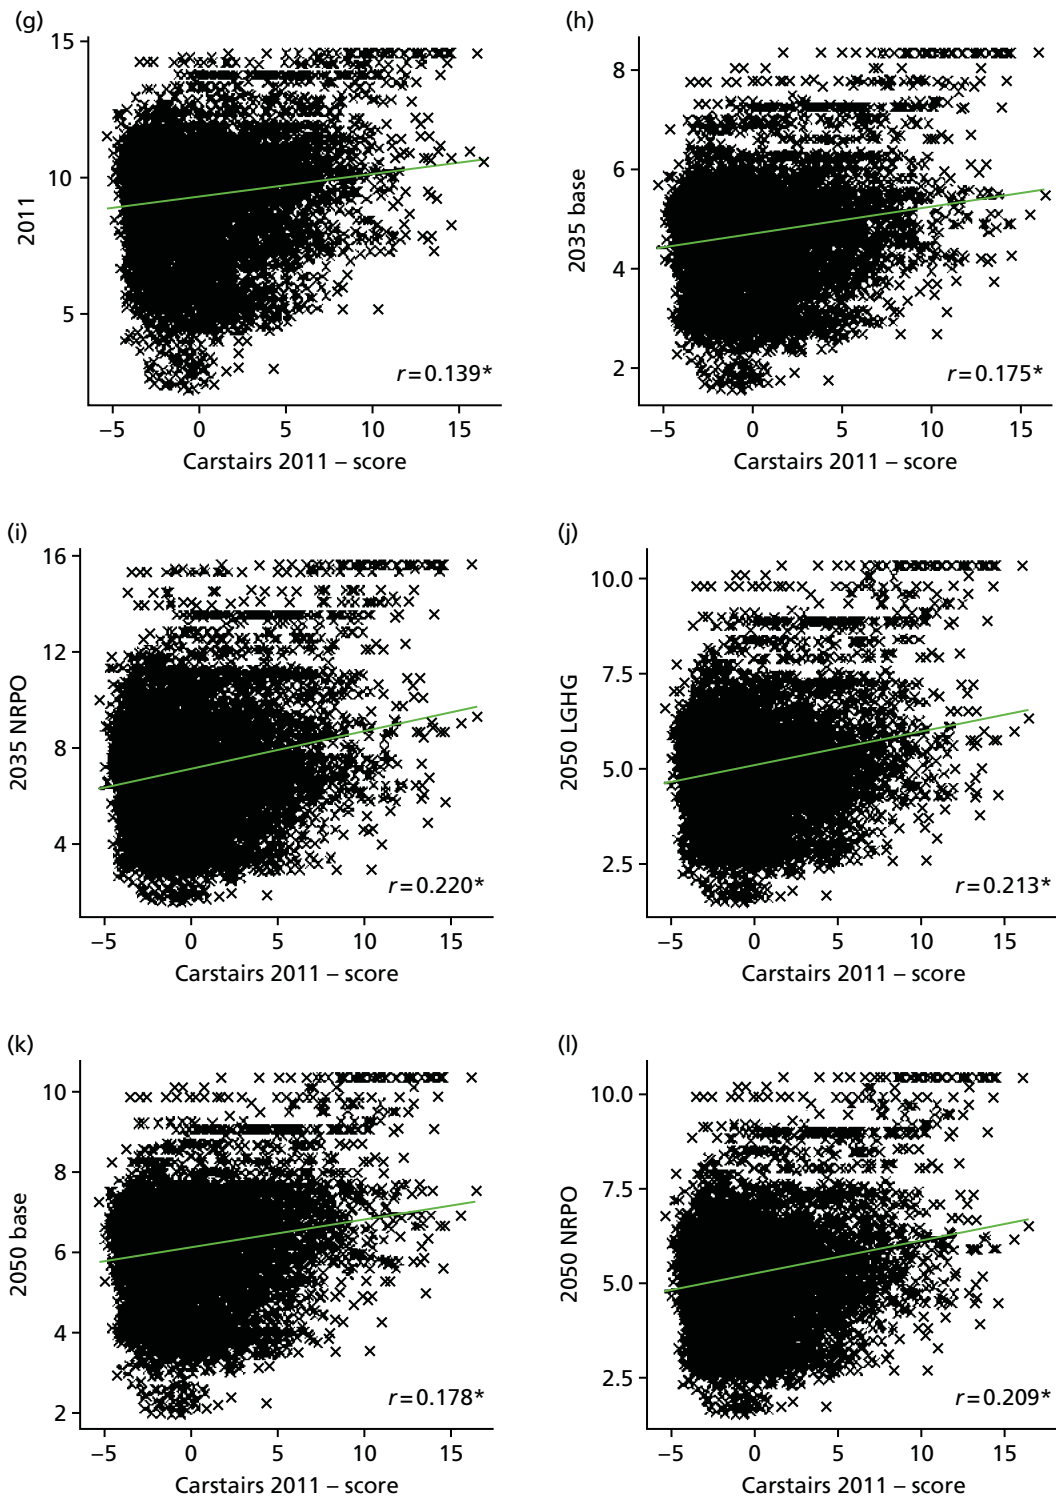 (g)
15
10
5
2011
r=0.139*
−5 0 5 10 15
Carstairs 2011 – score
(h)
8
6
4
2
2035 base
r=0.175*
−5 0 5 10 15
Carstairs 2011 – score
(i)
16
12
8
4
2035 NRPO
r=0.220*
−5 0 5 10 15
Carstairs 2011 – score
(j)
10.0
7.5
5.0
2.5
2050 LGHG
r=0.213*
−5 0 5 10 15
Carstairs 2011 – score
(k)
10
8
6
4
2
2050 base
r=0.178*
−5 0 5 10 15
Carstairs 2011 – score
(l)
10.0
7.5
5.0
2.5
2050 NRPO
r=0.209*
−5 0 5 10 15
Carstairs 2011 – score